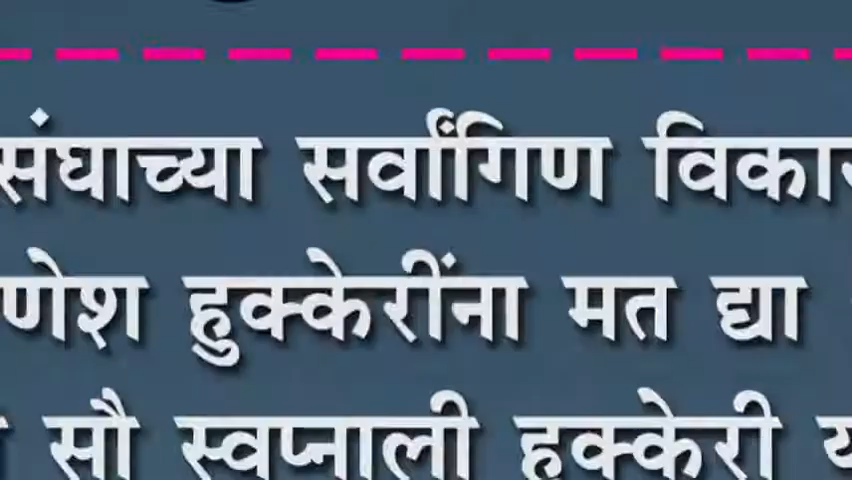 संघाच्या सर्वांगिण
हुक्केरींना मत द्या
सौ स्वप्नाली हुक्केरी